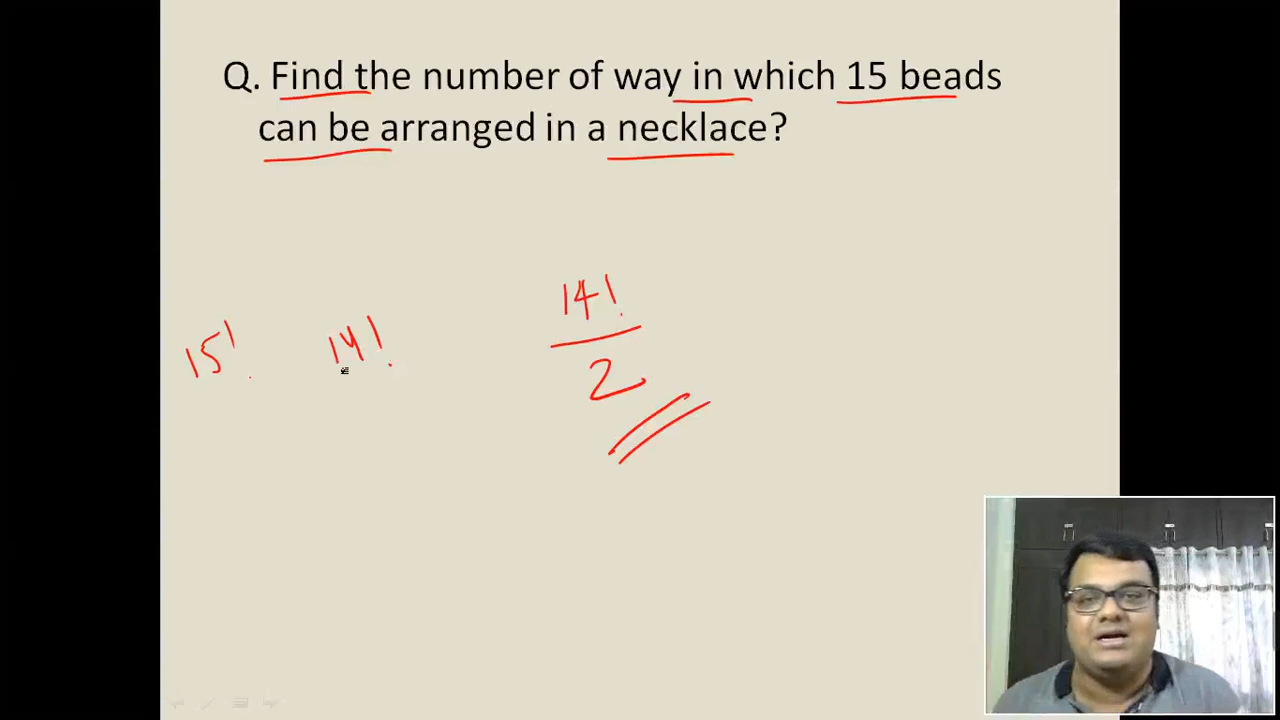 Q. Find the number of way in which 15 beads
can be arranged in a necklace?
15! 14! 14!
2